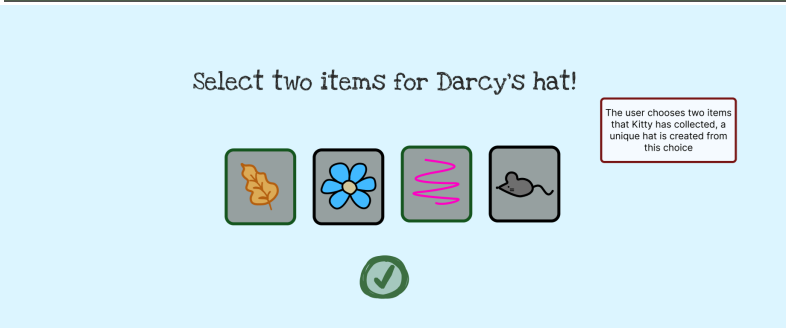 Select two items for Darcy's hat!
The user chooses two items
that Kitty has collected, a
unique hat is created from
this choice